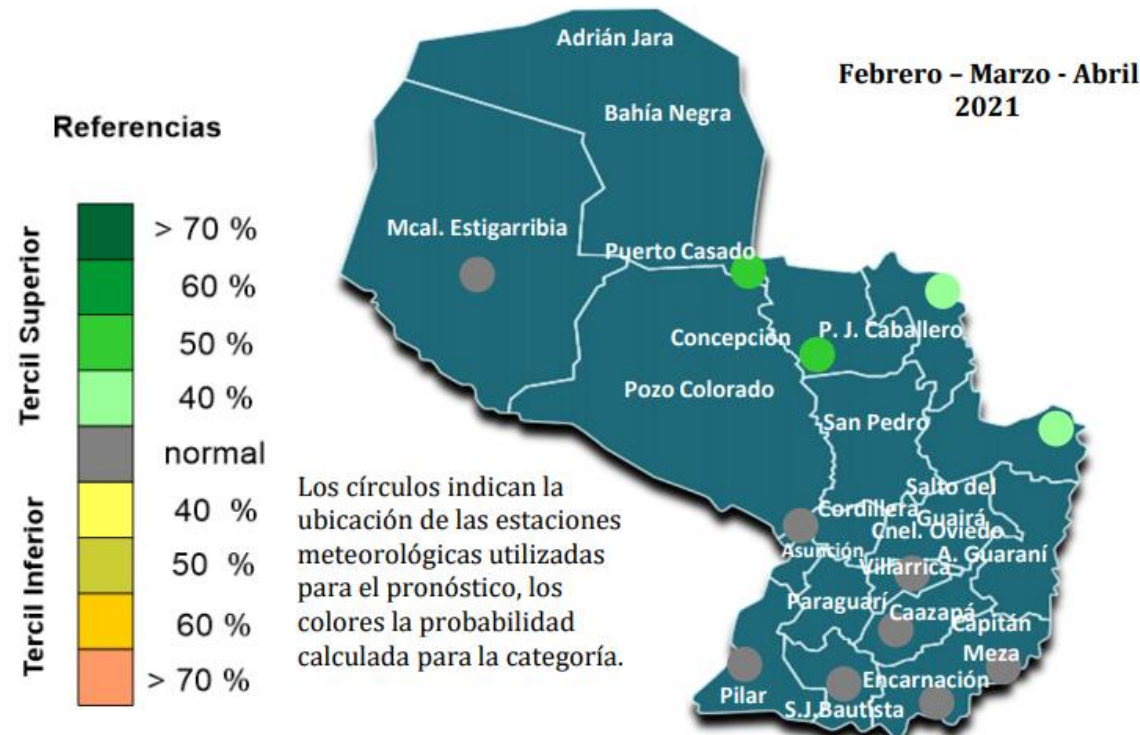 Febrero – Marzo - Abril
2021
Referencias
Tercil Superior
> 70 %
60 %
50 %
40 %
normal
Tercil Inferior
40 %
50 %
60 %
> 70 %
Los círculos indican la
ubicación de las estaciones
meteorológicas utilizadas
para el pronóstico, los
colores la probabilidad
calculada para la categoría.
Adrián Jara
Bahía Negra
Mcal. Estigarribia
Puerto Casado
Concepción
P. J. Caballero
Pozo Colorado
San Pedro
Salto del
Guairá
Cordillera
Cnel. Oviedo
Asunción
A. Guaraní
Villarrica
Paraguarí
Caazapá
Capitán
Meza
Encarnación
Pilar
S.J,Bautista